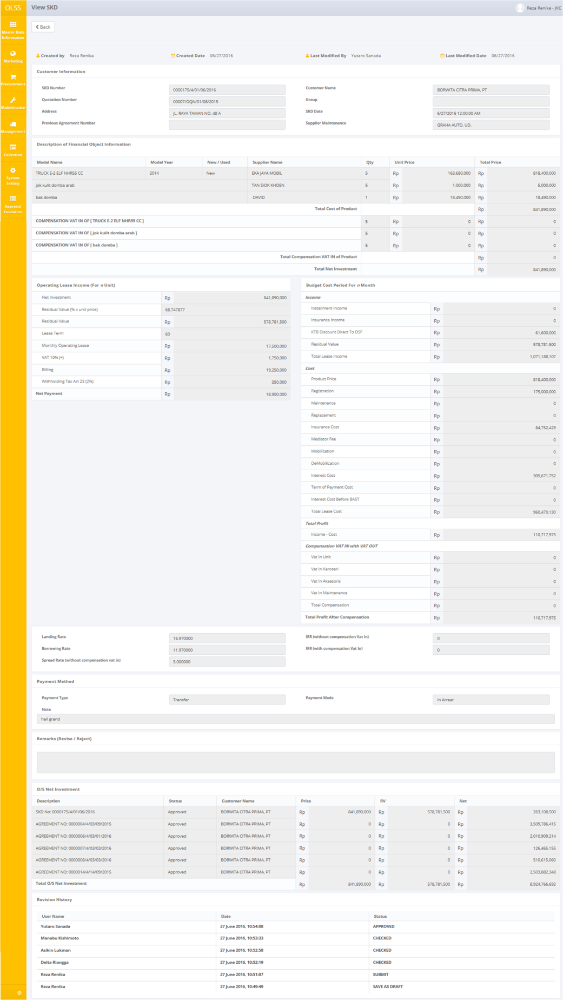 OLSS
View SKD
Reza Renika - JKC
Back
Master Data
Information
Marketing
Procurement
Maintenance
Management
Collection
System
Setting
Approval
Escalation
Created by Reza Renika Created Date 06/27/2016 Last Modified By Yutaro Sanada Last Modified Date 06/27/2016
Customer Information
SKD Number 0000175/4/01/06/2016 Customer Name BORWITA CITRA PRIMA, PT
Quotation Number 00007/OQN/01/08/2015 Group
Address JL. RAYA TAMAN NO. 48 A SKD Date 6/27/2016 12:00:00 AM
Previous Agreement Number Supplier Maintenance GRAHA AUTO, UD.
Description of Financial Object Information
Model Name Model Year New / Used Supplier Name Qty Unit Price Total Price
TRUCK E-2 ELF NHR55 CC 2014 New EKA JAYA MOBIL 5 Rp 163,680,000 Rp 818,400,000
jok kulit domba arab TAN SIOK KHOEN 5 Rp 1,000,000 Rp 5,000,000
bak domba DAVID 1 Rp 18,490,000 Rp 18,490,000
Total Cost of Product Rp 841,890,000
COMPENSATION VAT IN OF [ TRUCK E-2 ELF NHR55 CC ] 5 Rp 0 Rp 0
COMPENSATION VAT IN OF [ jok kulit domba arab ] 5 Rp 0 Rp 0
COMPENSATION VAT IN OF [ bak domba ] 5 Rp 0 Rp 0
Total Compensation VAT IN of Product Rp 0
Total Net Investment Rp 841,890,000
Operating Lease Income (For n Unit)
Net Investment Rp 841,890,000
Residual Value (% x unit price) 68.747877
Residual Value Rp 578,781,500
Lease Term 60
Monthly Operating Lease Rp 17,500,000
VAT 10% (+) Rp 1,750,000
Billing Rp 19,250,000
Withholding Tax Art 23 (2%) Rp 350,000
Net Payment Rp 18,900,000
Budget Cost Period For n Month
Income
Installment Income Rp 0
Insurance Income Rp 0
KTB Discount Direct To DSF Rp 61,600,000
Residual Value Rp 578,781,500
Total Lease Income Rp 1,071,188,107
Cost
Product Price Rp 818,400,000
Registration Rp 175,000,000
Maintenance Rp 0
Replacement Rp 0
Insurance Cost Rp 84,752,429
Mediator Fee Rp 0
Mobilization Rp 0
DeMobilization Rp 0
Interest Cost Rp 305,671,752
Term of Payment Cost Rp 0
Interest Cost Before BAST Rp 0
Total Lease Cost Rp 960,470,130
Total Profit
Income - Cost Rp 110,717,975
Compensation VAT IN with VAT OUT
Vat In Unit Rp 0
Vat In Karoseri Rp 0
Vat In Aksesoris Rp 0
Vat In Maintenance Rp 0
Total Compensation Rp 0
Total Profit After Compensation Rp 110,717,975
Landing Rate 16.970000 IRR (without compensation Vat In) 0
Borrowing Rate 11.970000 IRR (with compensation Vat In) 0
Spread Rate (without compensation vat in) 5.000000
Payment Method
Payment Type Transfer Payment Mode In Arrear
Note
hail grand
Remarks (Revise / Reject)
O/S Net Investment
Description Status Customer Name Price RV Net
SKD No: 0000175/4/01/06/2016 Approved BORWITA CITRA PRIMA, PT Rp 841,890,000 Rp 578,781,500 Rp 263,108,500
AGREEMENT NO: 0000004/4/03/09/2015 Approved BORWITA CITRA PRIMA, PT Rp 0 Rp 0 Rp 3,509,786,415
AGREEMENT NO: 0000006/4/03/01/2016 Approved BORWITA CITRA PRIMA, PT Rp 0 Rp 0 Rp 2,010,909,214
AGREEMENT NO: 0000007/4/03/03/2016 Approved BORWITA CITRA PRIMA, PT Rp 0 Rp 0 Rp 126,465,155
AGREEMENT NO: 0000008/4/03/03/2016 Approved BORWITA CITRA PRIMA, PT Rp 0 Rp 0 Rp 510,615,060
AGREEMENT NO: 0000014/4/14/09/2015 Approved BORWITA CITRA PRIMA, PT Rp 0 Rp 0 Rp 2,503,882,348
Total O/S Net Investment Rp 841,890,000 Rp 578,781,500 Rp 8,924,766,692
Revision History
User Name Date Status
Yutaro Sanada 27 June 2016, 10:54:08 APPROVED
Manabu Kishimoto 27 June 2016, 10:53:33 CHECKED
Asikin Lukman 27 June 2016, 10:52:58 CHECKED
Delta Riangga 27 June 2016, 10:52:19 CHECKED
Reza Renika 27 June 2016, 10:51:07 SUBMIT
Reza Renika 27 June 2016, 10:49:49 SAVE AS DRAFT